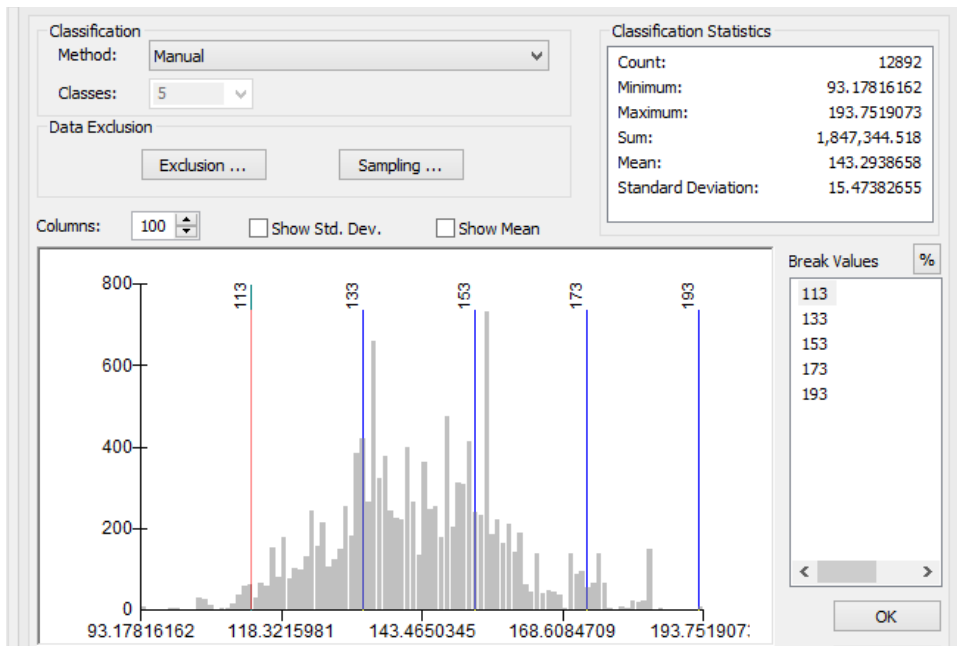 Classification
Method: Manual
Classes: 5
Data Exclusion
Exclusion ...
Sampling ...
Classification Statistics
Count: 12892
Minimum: 93.17816162
Maximum: 193.7519073
Sum: 1,847,344.518
Mean: 143.2938658
Standard Deviation: 15.47382655
Columns: 100
Show Std. Dev.
Show Mean
Break Values
%
113
133
153
173
193
800
600
400
200
0
113
133
153
173
193
93.17816162
118.3215981
143.4650345
168.6084709
193.751907
OK